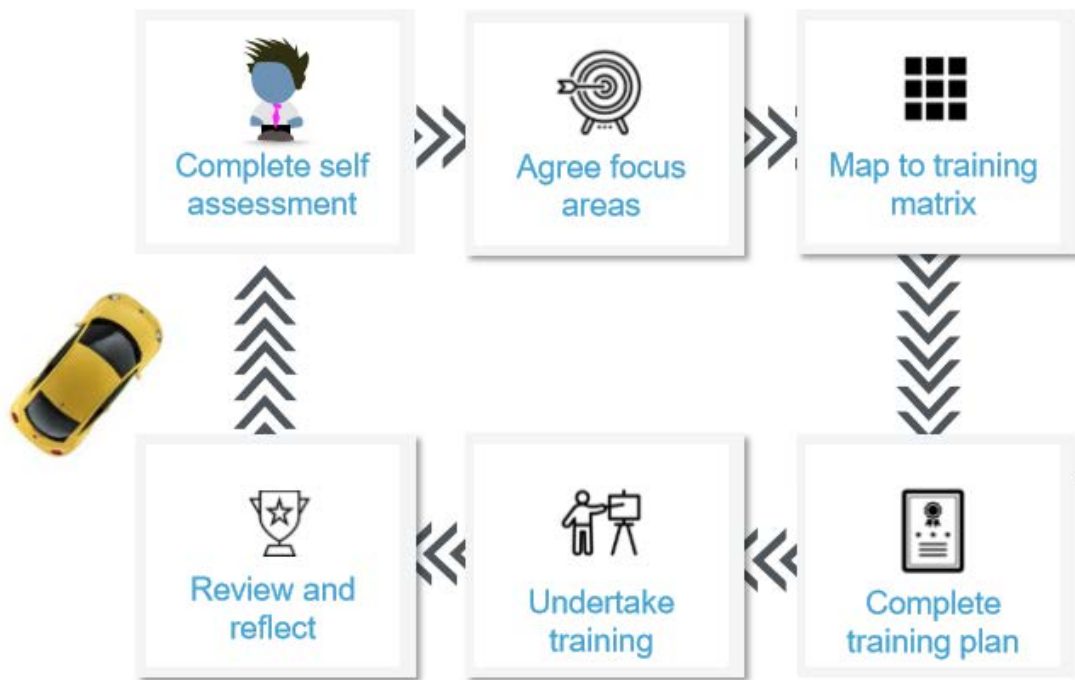 Complete self
assessment
Agree focus
areas
Map to training
matrix
Review and
reflect
Undertake
training
Complete
training plan